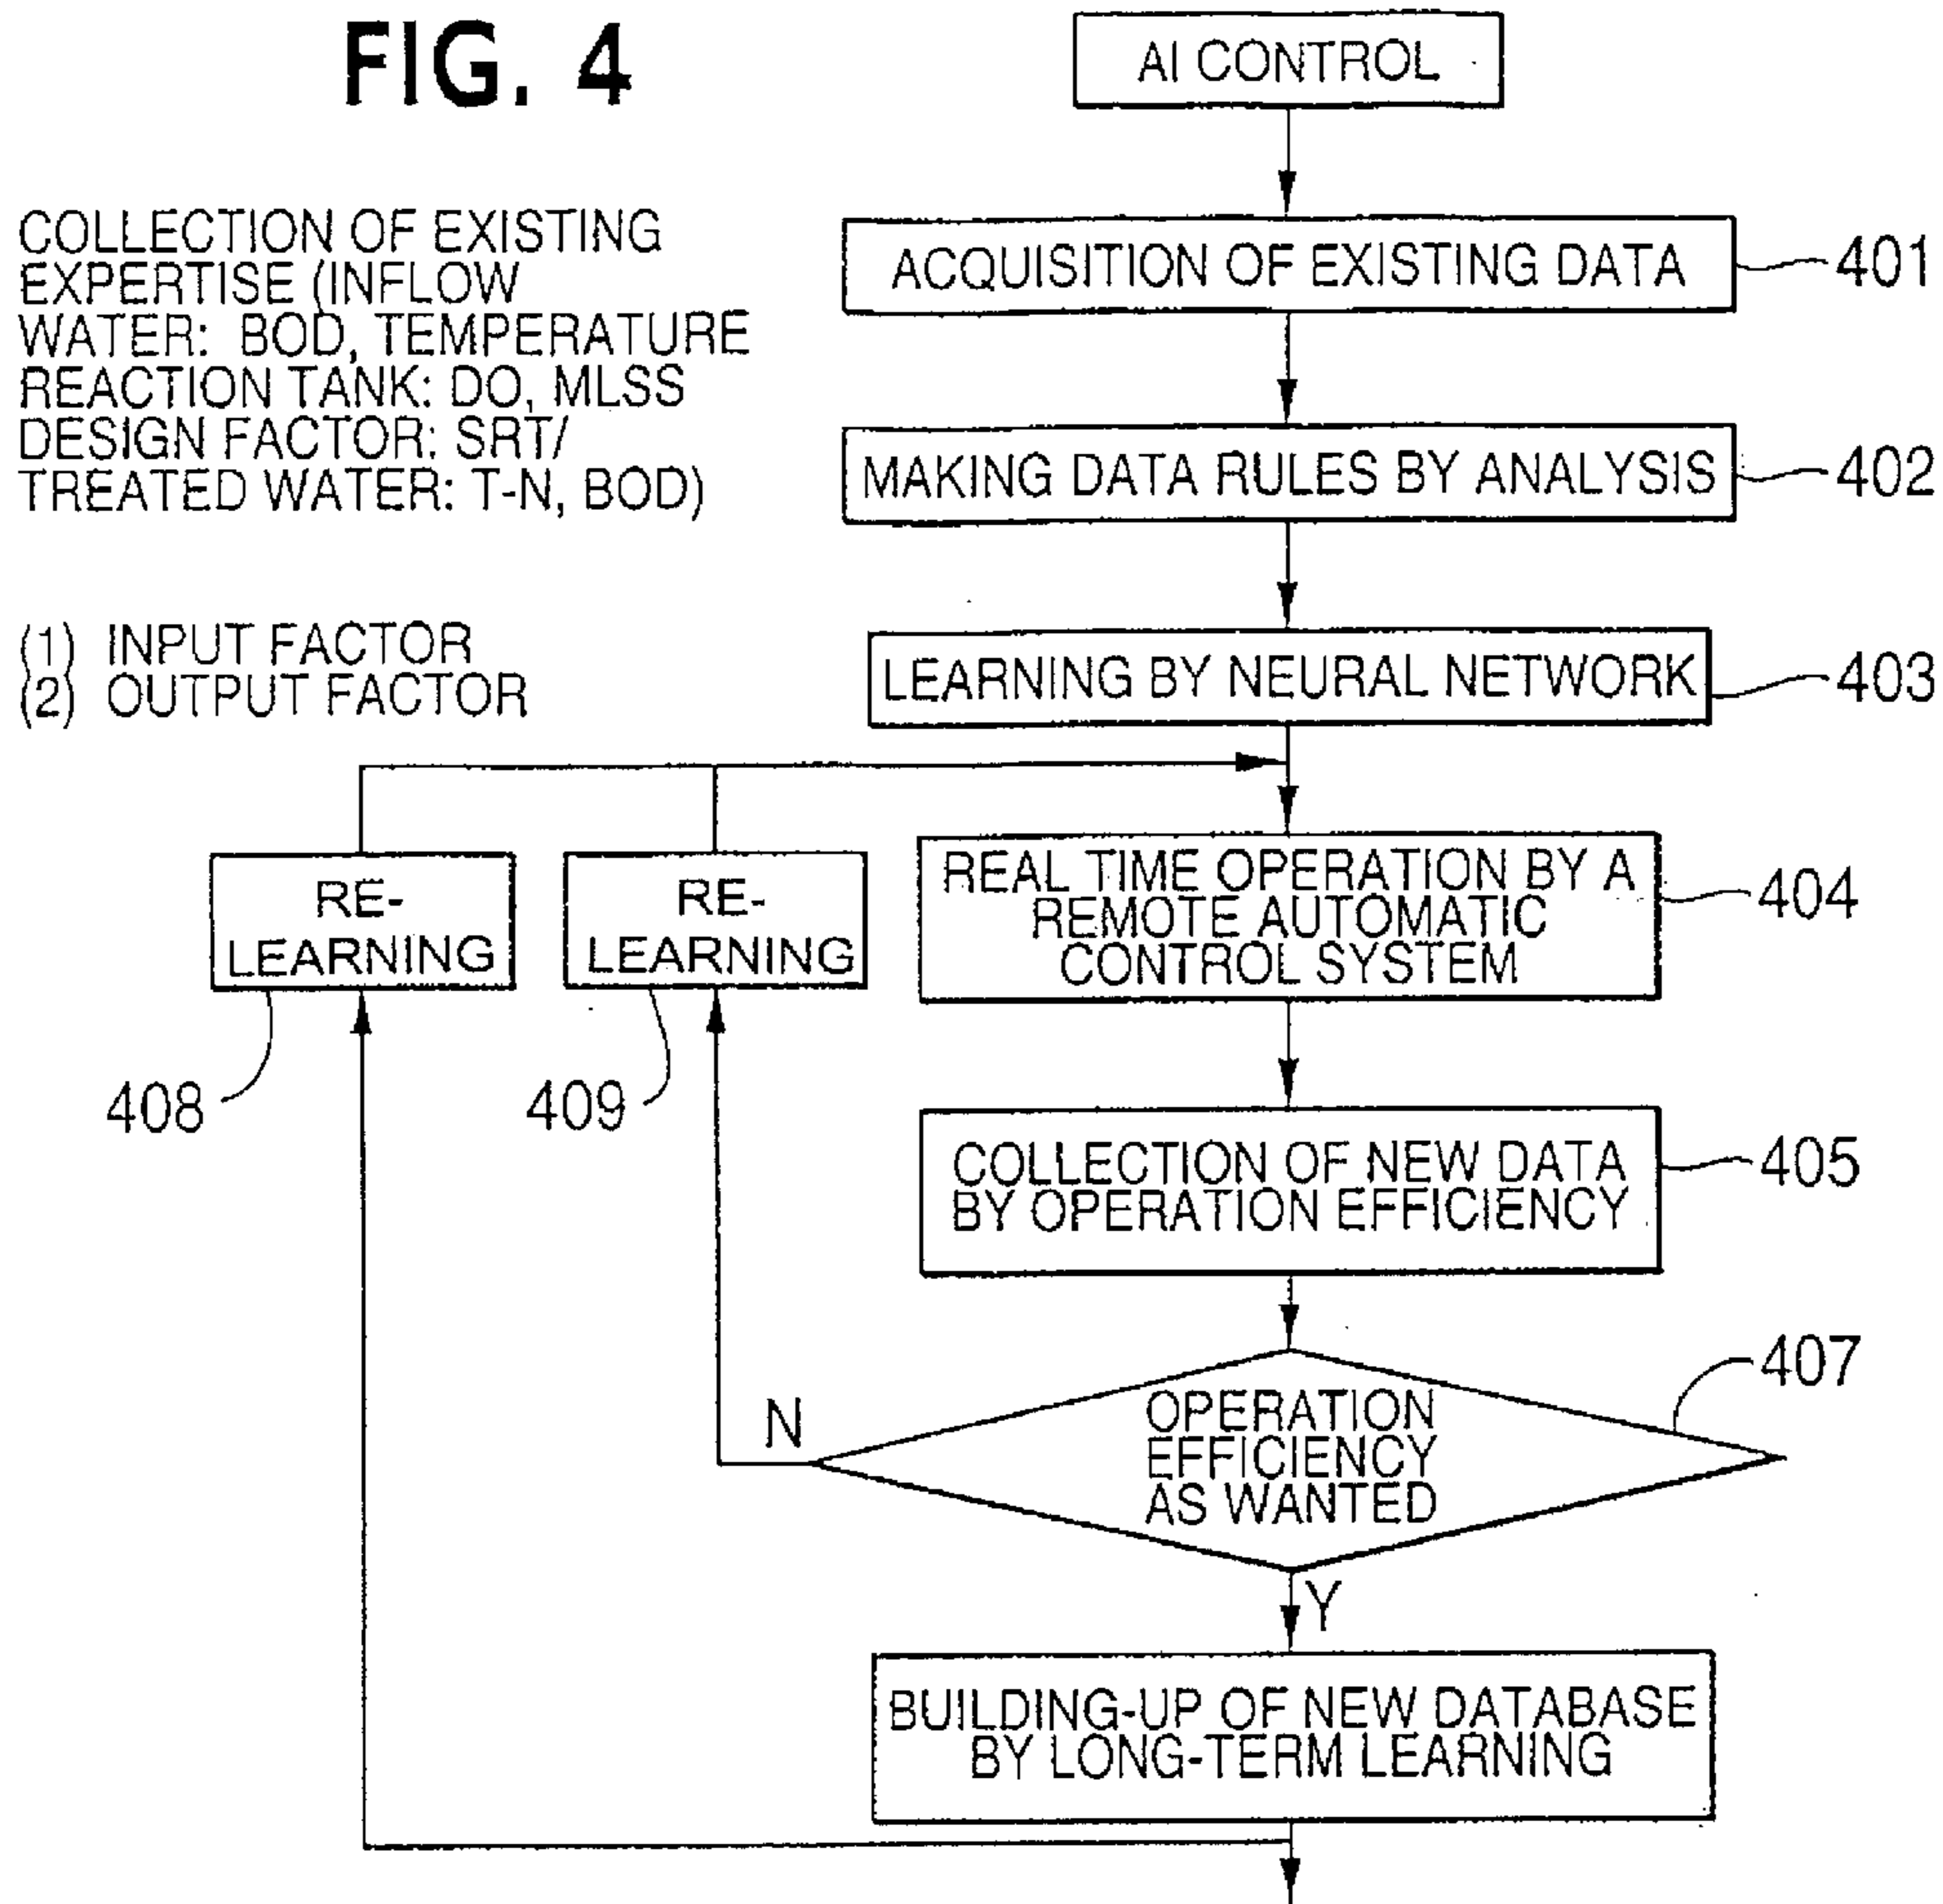 FIG. 4
AI CONTROL
COLLECTION OF EXISTING
EXPERTISE (INFLOW
WATER: BOD, TEMPERATURE
REACTION TANK: DO, MLSS
DESIGN FACTOR: SRT/
TREATED WATER: T-N, BOD)
ACQUISITION OF EXISTING DATA
401
MAKING DATA RULES BY ANALYSIS
402
(1) INPUT FACTOR
(2) OUTPUT FACTOR
LEARNING BY NEURAL NETWORK
403
RE-
LEARNING
408
RE-
LEARNING
409
REAL TIME OPERATION BY A
REMOTE AUTOMATIC
CONTROL SYSTEM
404
COLLECTION OF NEW DATA
BY OPERATION EFFICIENCY
405
OPERATION
EFFICIENCY
AS WANTED
407
N
Y
BUILDING-UP OF NEW DATABASE
BY LONG-TERM LEARNING